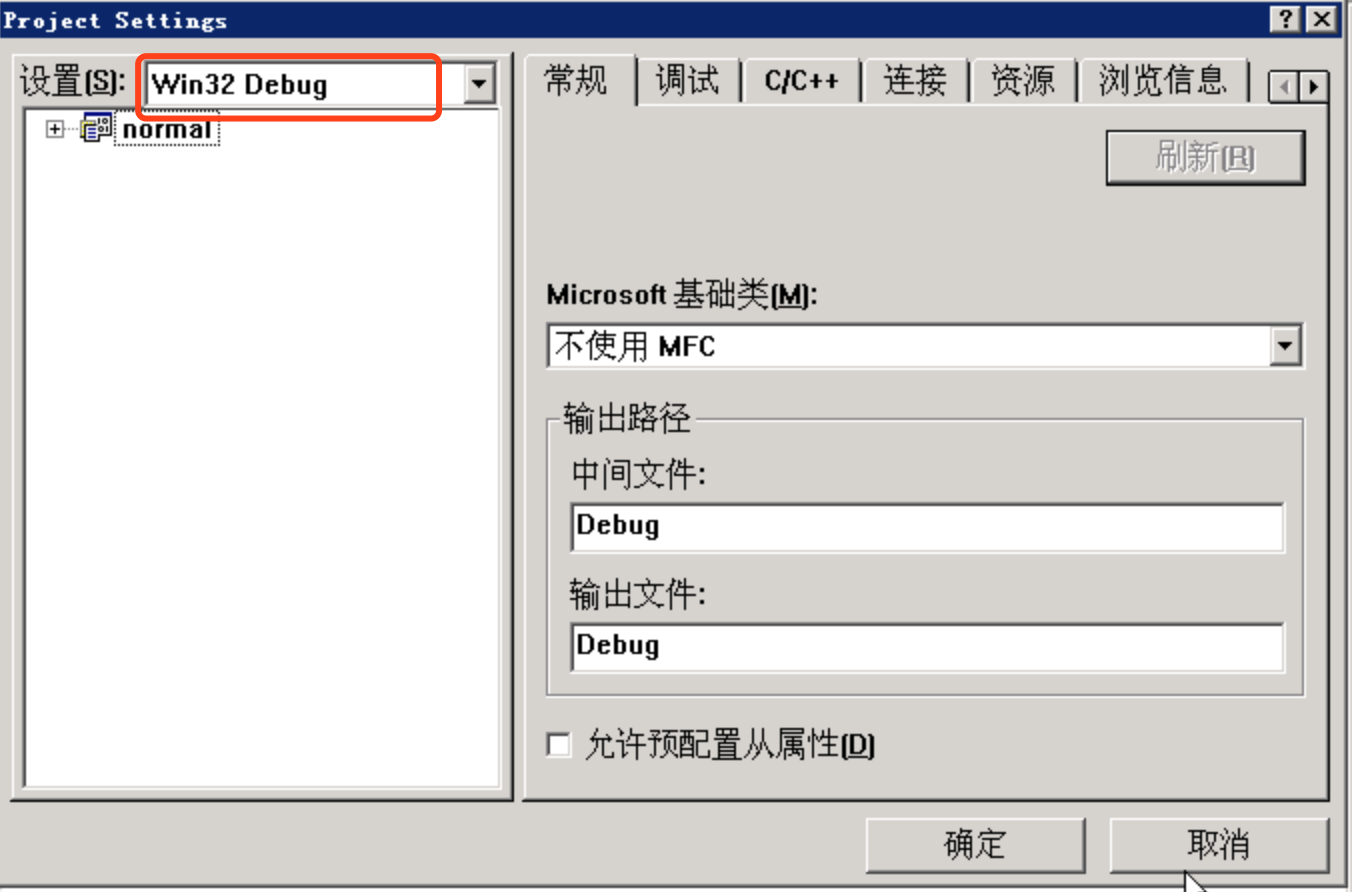 Project Settings
设置(S): Win32 Debug
normal
常规 调试 C/C++ 连接 资源 浏览信息
刷新(R)
Microsoft 基础类(M):
不使用 MFC
输出路径
中间文件:
Debug
输出文件:
Debug
允许预配置从属性(D)
确定 取消